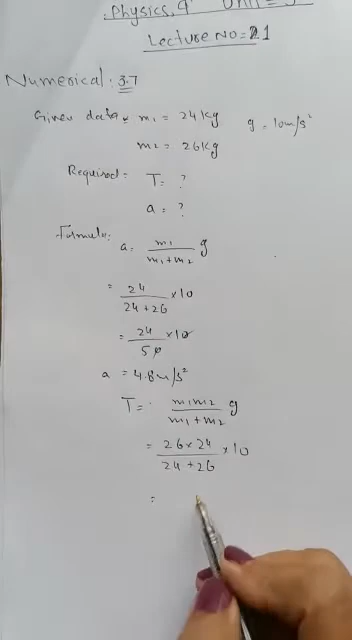 Physics, 9
Lecture No = 21
Numerical : 3.7
Given data = m1 = 24kg g = 10m/s²
m2 = 26kg
Required = T = ?
a = ?
Formula: a = m1 / m1 + m2 g
= 24 / 24 + 26 × 10
= 24 / 50 × 10
a = 4.8m/s²
T = m1m2 / m1 + m2 g
= 26 × 24 / 24 + 26 × 10
=